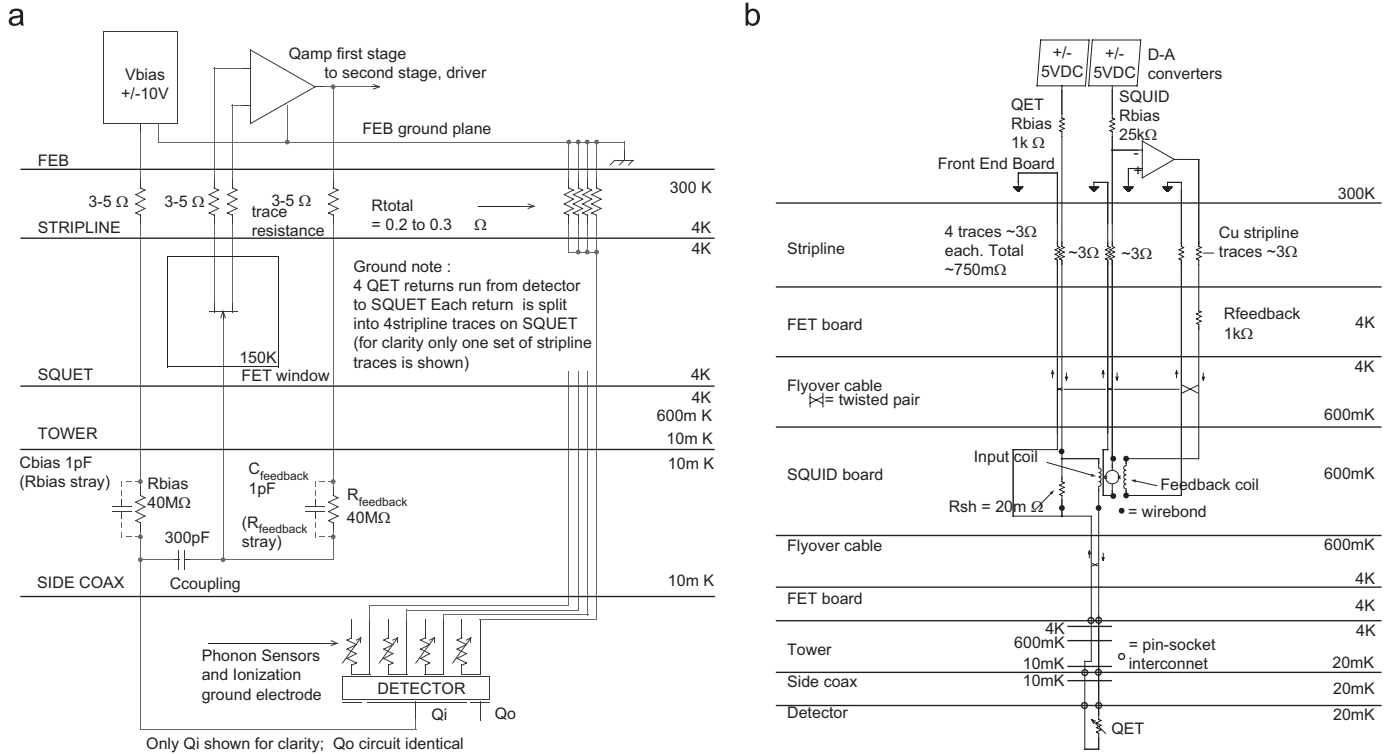 a
Vbias
+/-10V
Qamp first stage
to second stage, driver
FEB ground plane
FEB
300 K
3-5 Ω
3-5 Ω
3-5 Ω
trace
resistance
Rtotal
= 0.2 to 0.3 Ω
STRIPLINE
4K
4K
Ground note :
4 QET returns run from detector
to SQUET Each return is split
into 4stripline traces on SQUET
(for clarity only one set of stripline
traces is shown)
150K
FET window
SQUET
4K
4K
600m K
TOWER
10m K
10m K
Cbias 1pF
(Rbias stray)
Rbias
40MΩ
Cfeedback
1pF
(Rfeedback
stray)
Rfeedback
40MΩ
300pF
Ccoupling
SIDE COAX
10m K
Phonon Sensors
and Ionization
ground electrode
DETECTOR
Qi
Qo
Only Qi shown for clarity; Qo circuit identical
b
+/-
5VDC
+/-
5VDC
D-A
converters
QET
Rbias
1k Ω
SQUID
Rbias
25kΩ
-
+
Front End Board
300K
Stripline
4 traces ~3Ω
each. Total
~750mΩ
~3Ω
~3Ω
Cu stripline
traces ~3Ω
FET board
Rfeedback
1kΩ
4K
4K
Flyover cable
= twisted pair
600mK
Input coil
SQUID board
600mK
Feedback coil
Rsh = 20m Ω
= wirebond
Flyover cable
600mK
4K
FET board
4K
4K
4K
600mK
Tower
= pin-socket
interconnet
10mK
20mK
Side coax
10mK
20mK
Detector
20mK
QET